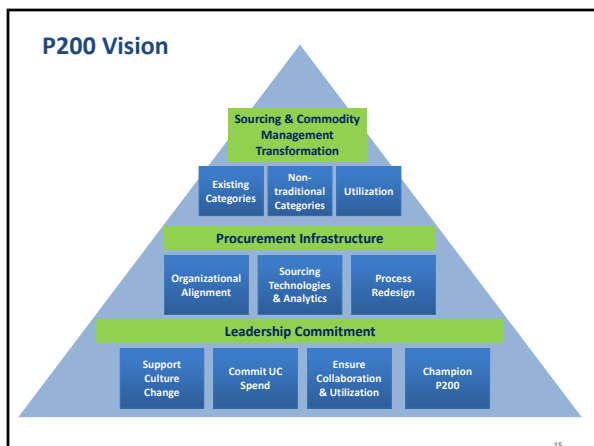 P200 Vision
Sourcing & Commodity
Management
Transformation
Existing
Categories
Non-
traditional
Categories
Utilization
Procurement Infrastructure
Organizational
Alignment
Sourcing
Technologies
& Analytics
Process
Redesign
Leadership Commitment
Support
Culture
Change
Commit UC
Spend
Ensure
Collaboration
& Utilization
Champion
P200
15